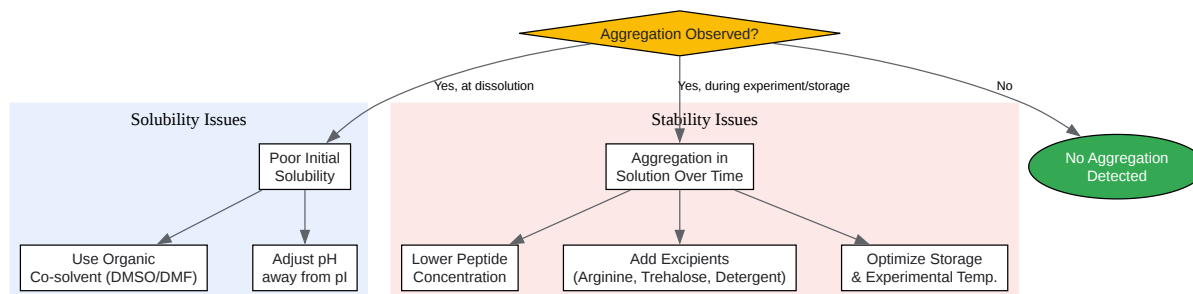 Aggregation Observed?
Yes, at dissolution
Yes, during experiment/storage
No
Solubility Issues
Stability Issues
Poor Initial
Solubility
Aggregation in
Solution Over Time
No Aggregation
Detected
Use Organic
Co-solvent (DMSO/DMF)
Adjust pH
away from pI
Lower Peptide
Concentration
Add Excipients
(Arginine, Trehalose, Detergent)
Optimize Storage
& Experimental Temp.